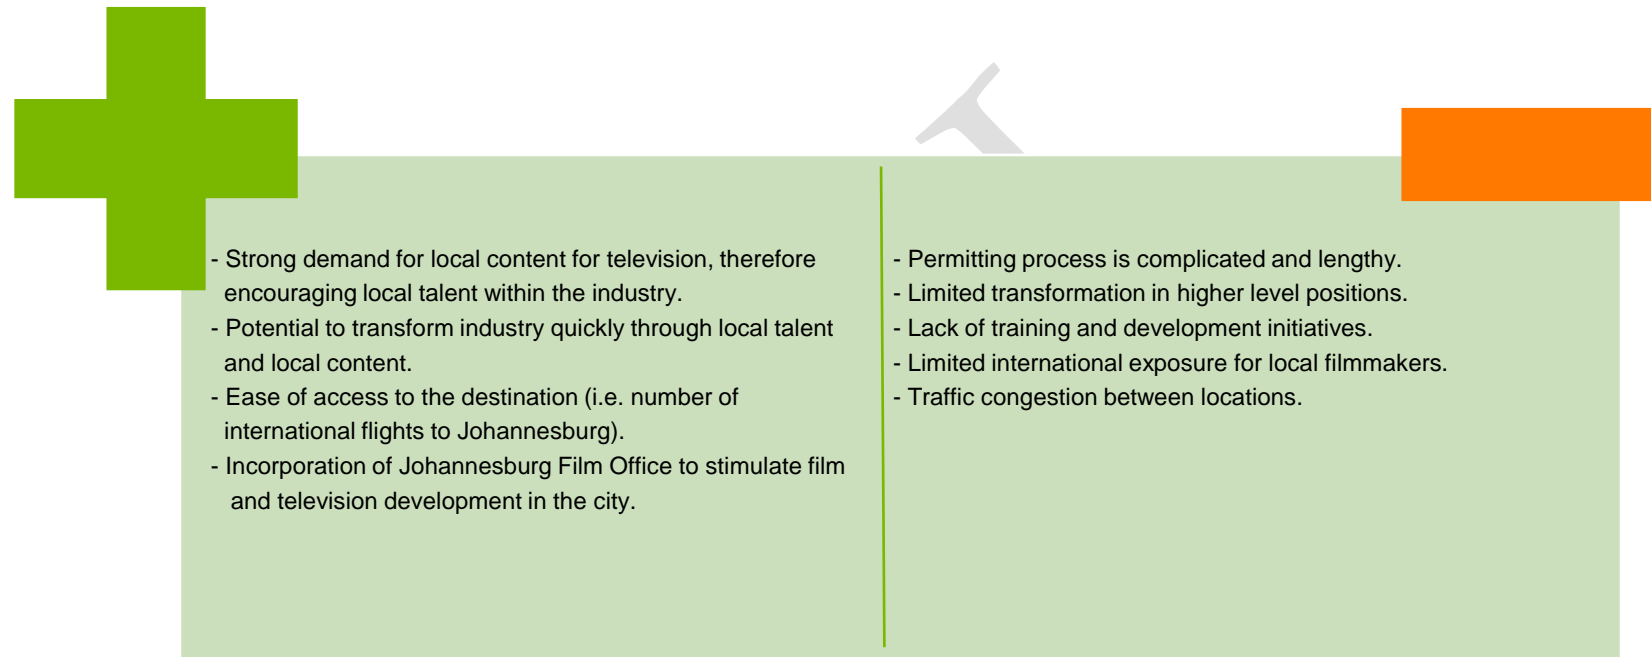 - Strong demand for local content for television, therefore
encouraging local talent within the industry.
- Potential to transform industry quickly through local talent
and local content.
- Ease of access to the destination (i.e. number of
international flights to Johannesburg).
- Incorporation of Johannesburg Film Office to stimulate film
and television development in the city.
- Permitting process is complicated and lengthy.
- Limited transformation in higher level positions.
- Lack of training and development initiatives.
- Limited international exposure for local filmmakers.
- Traffic congestion between locations.